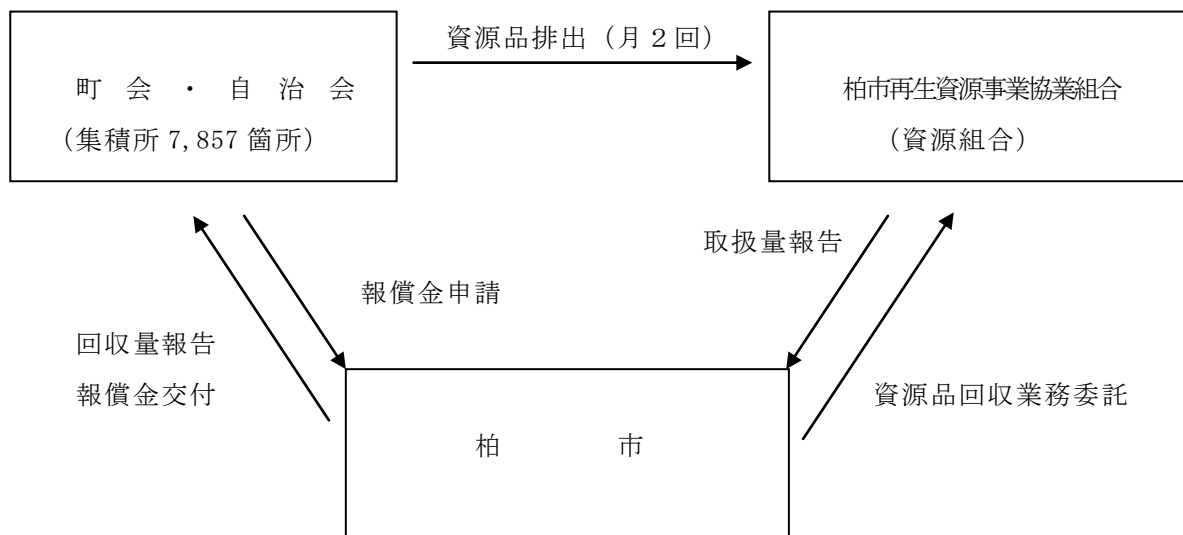 資源品排出（月２回）
町 会 ・ 自 治 会
（集積所 7,857 箇所）
柏市再生資源事業協業組合
（資源組合）
取扱量報告
報償金申請
回収量報告
報償金交付
資源品回収業務委託
柏 市